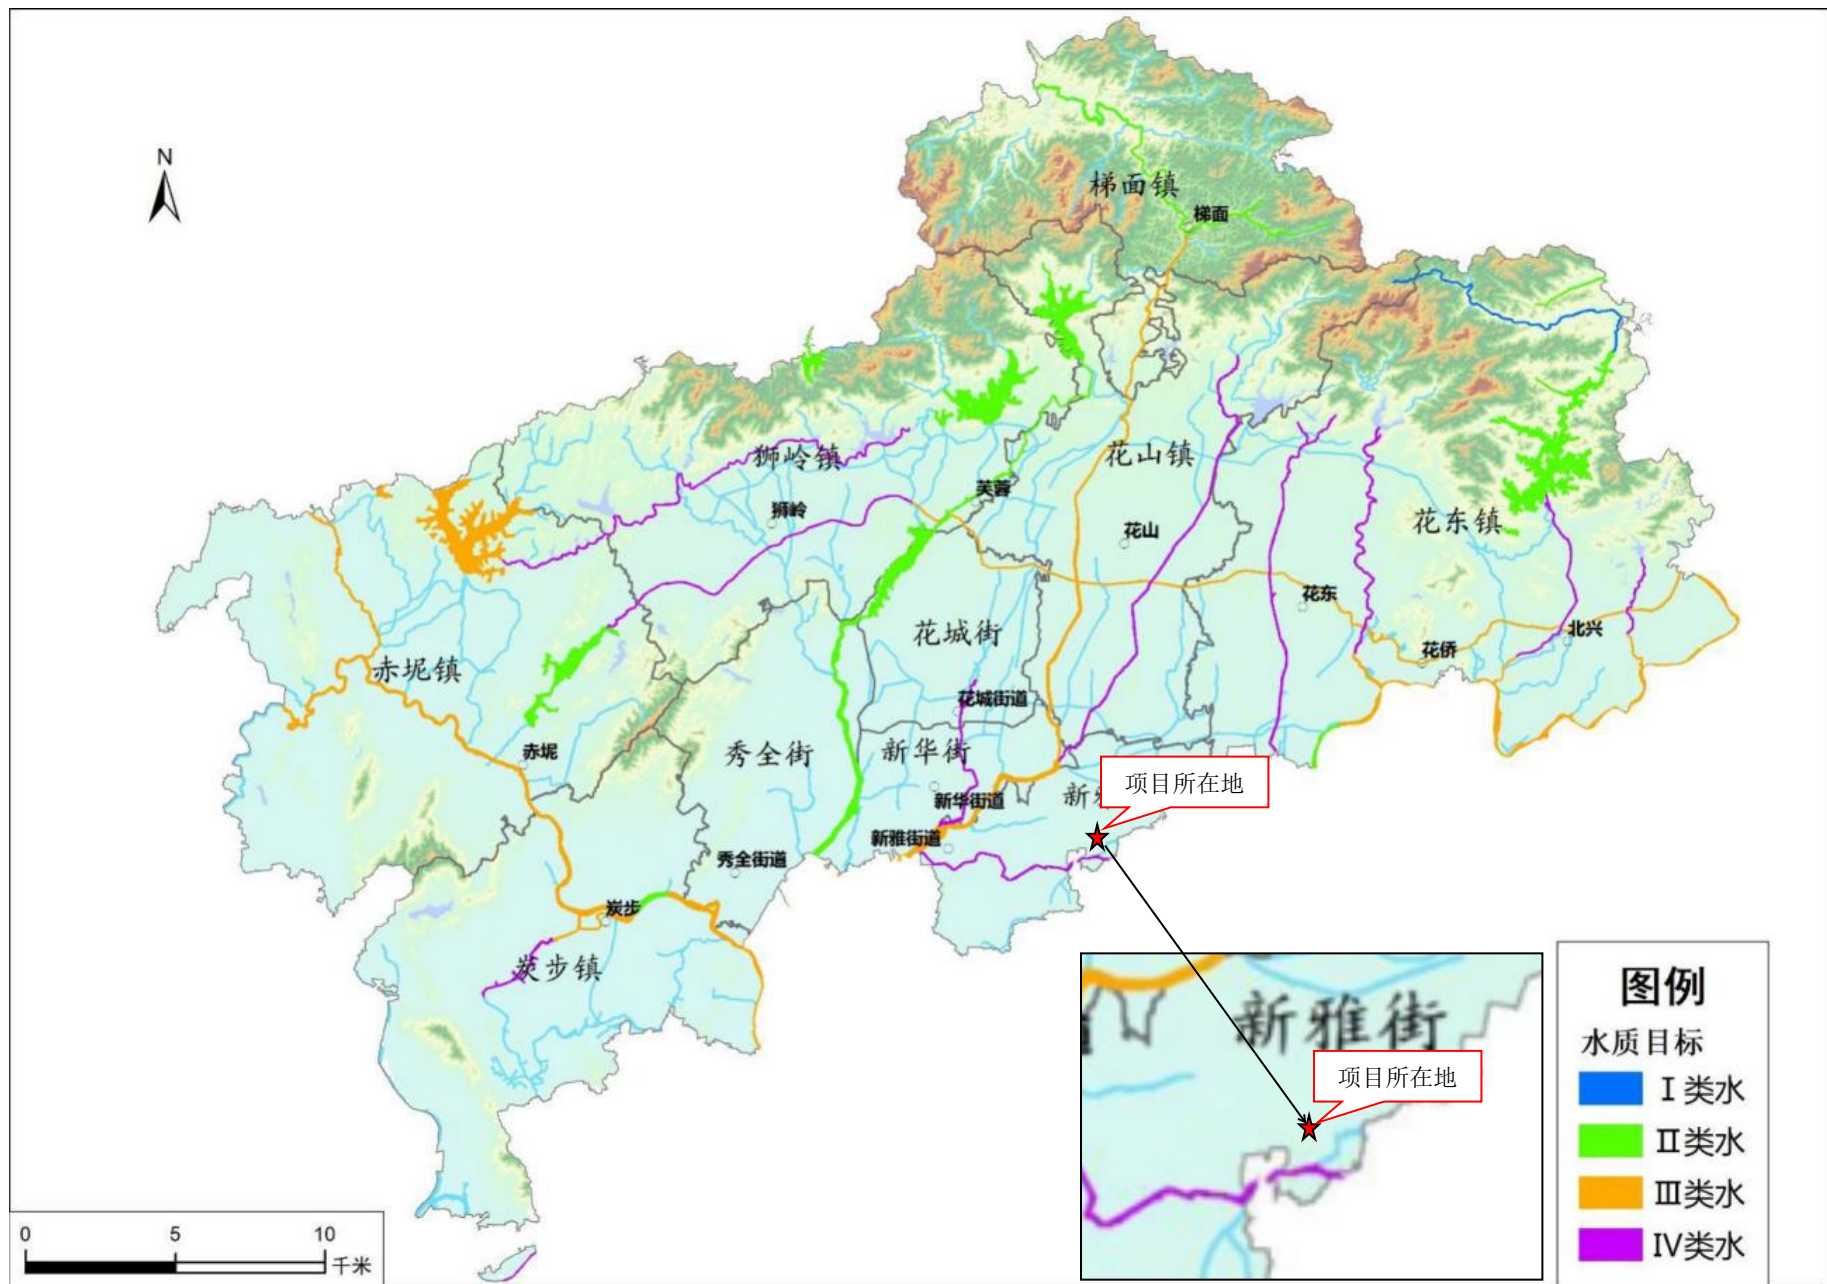 N
梯面镇
梯面
狮岭镇
花山镇
芙蓉
狮岭
花山
花东镇
花东
北兴
花侨
花城街
赤坭镇
花城街道
赤坭
秀全街
新华街
项目所在地
新
新华街道
新雅街道
秀全街道
炭步
炭步镇
新雅街
项目所在地
图例
水质目标
Ⅰ类水
Ⅱ类水
Ⅲ类水
Ⅳ类水
0 5 10
千米